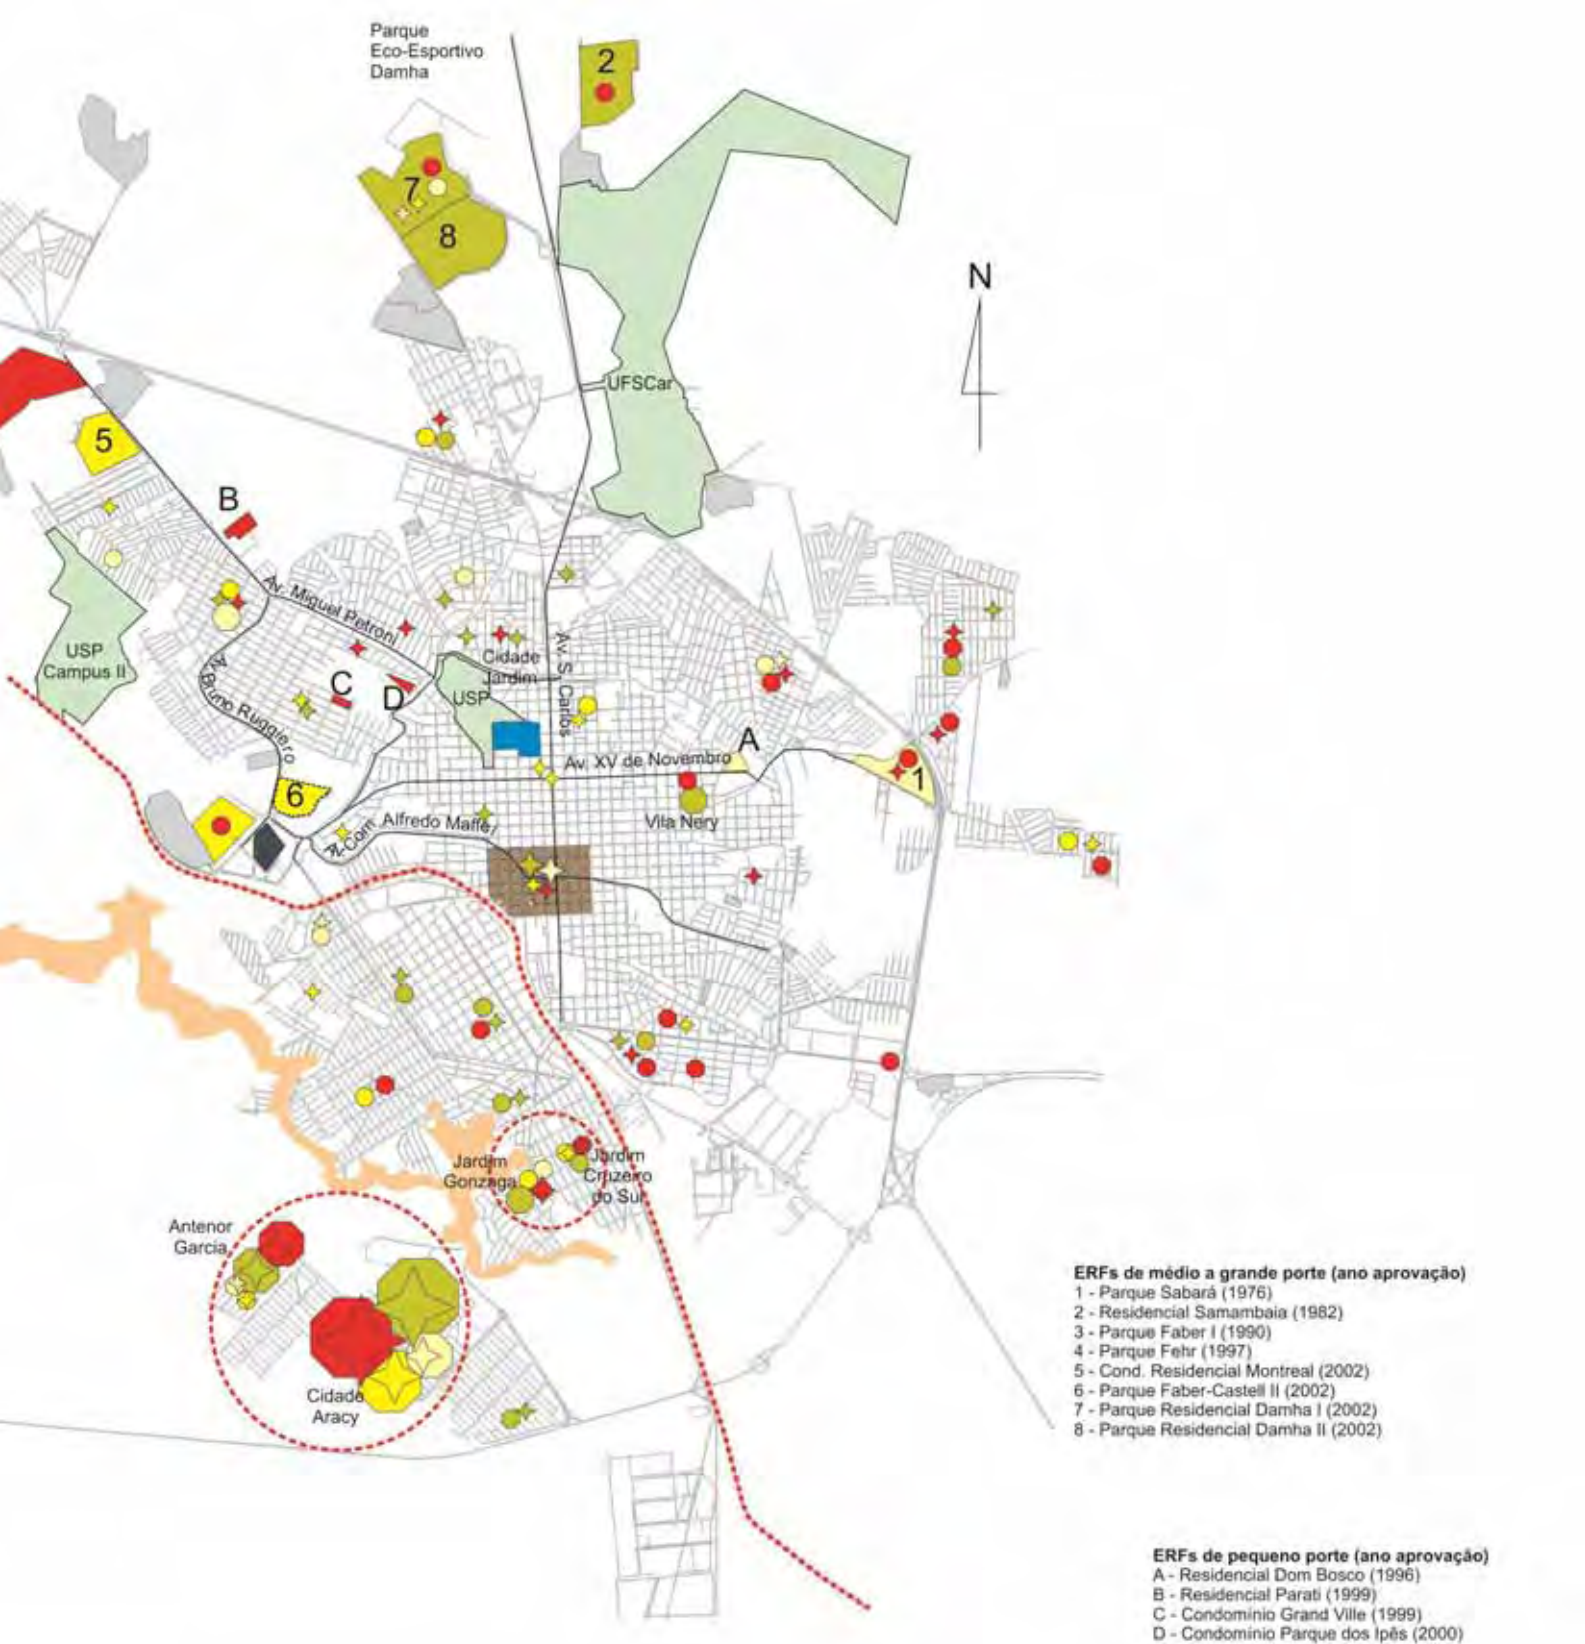 Parque
Eco-Esportivo
Damha
2
7
8
N
UFSCar
5
B
Av. Miguel Petroni
USP
Campus II
Av. Bruno Ruggiero
C
D
Cidade
Jardim
USP
Av. S. Carlos
A
Av. XV de Novembro
1
6
Av. Com. Alfredo Maffei
Vila Nery
Jardim
Gonzaga
Jardim
Cruzeiro
do Sul
Antenor
Garcia
Cidade
Aracy
ERFs de médio a grande porte (ano aprovação)
1 - Parque Sabará (1976)
2 - Residencial Samambaia (1982)
3 - Parque Faber I (1990)
4 - Parque Fehr (1997)
5 - Cond. Residencial Montreal (2002)
6 - Parque Faber-Castell II (2002)
7 - Parque Residencial Damha I (2002)
8 - Parque Residencial Damha II (2002)
ERFs de pequeno porte (ano aprovação)
A - Residencial Dom Bosco (1996)
B - Residencial Parati (1999)
C - Condomínio Grand Ville (1999)
D - Condomínio Parque dos Ipês (2000)